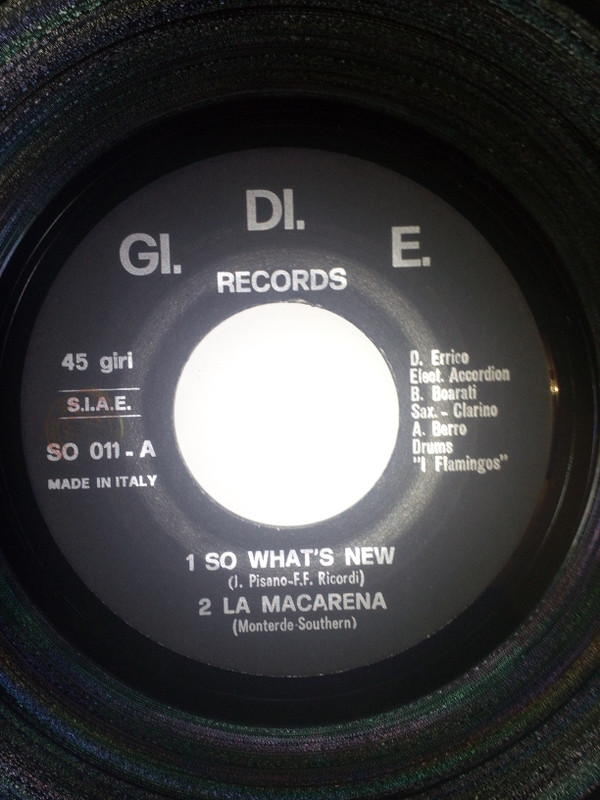 GI. DI. E.
RECORDS
45 giri
S.I.A.E.
SO 011 - A
MADE IN ITALY
D. Errico
Elect. Accordion
B. Boarati
Sax. - Clarino
A. Berro
Drums
"I Flamingos"
1 SO WHAT'S NEW
(I. Pisano-F.F. Ricordi)
2 LA MACARENA
(Monterde-Southern)